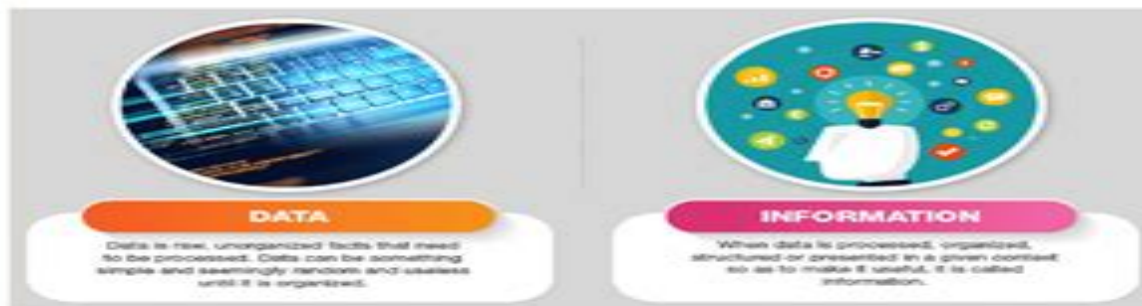 DATA
Data is raw, unorganized facts that need
to be processed. Data can be something
simple and seemingly random and useless
until it is organized.
INFORMATION
When data is processed, organized,
structured or presented in a given context
so as to make it useful, it is called
information.